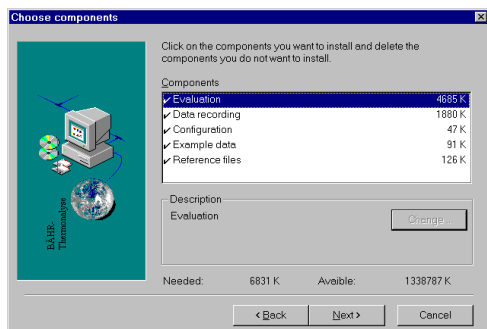 Choose components
Click on the components you want to install and delete the
components you do not want to install.
Components
Evaluation 4685 K
Data recording 1880 K
Configuration 47 K
Example data 91 K
Reference files 126 K
Description
Evaluation
Change ...
BÄHR-
Thermoanalyse
Needed: 6831 K Avaible: 1338787 K
< Back Next > Cancel